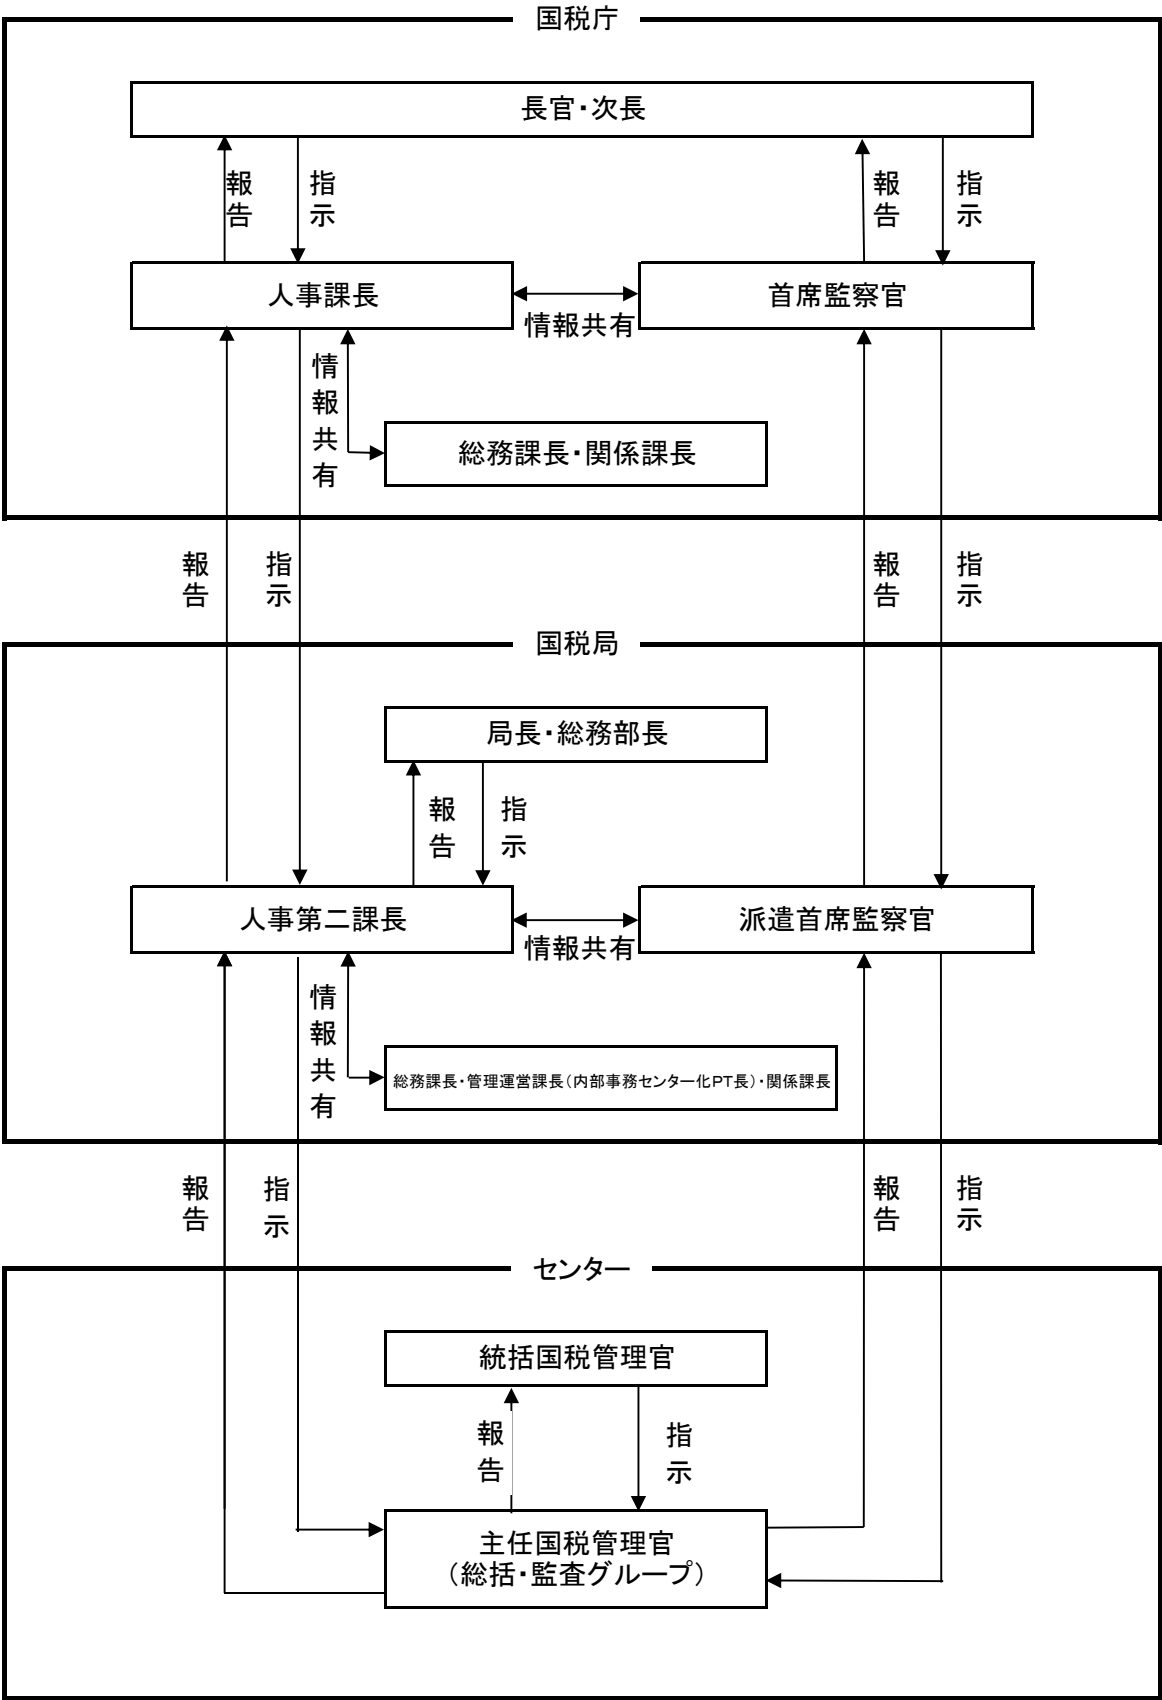 国税庁
長官・次長
報告
指示
報告
指示
人事課長
首席監察官
情報共有
情報共有
総務課長・関係課長
報告
指示
報告
指示
国税局
局長・総務部長
報告
指示
人事第二課長
派遣首席監察官
情報共有
情報共有
総務課長・管理運営課長（内部事務センター化PT長）・関係課長
報告
指示
報告
指示
センター
統括国税管理官
報告
指示
主任国税管理官
（総括・監査グループ）